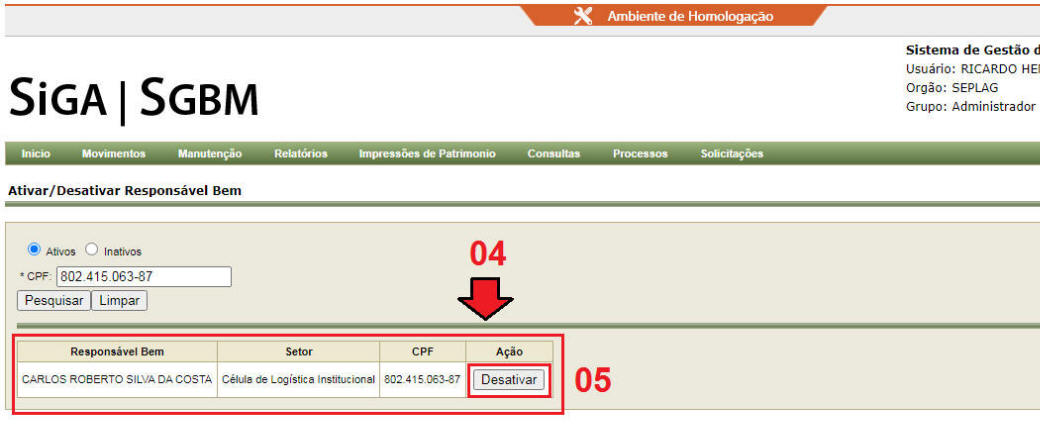 Ambiente de Homologação
Sistema de Gestão d
Usuário: RICARDO HE
Orgão: SEPLAG
Grupo: Administrador
SiGA | SGBM
Inicio Movimentos Manutenção Relatórios Impressões de Patrimonio Consultas Processos Solicitações
Ativar/Desativar Responsável Bem
Ativos Inativos
04
* CPF: 802.415.063-87
Pesquisar Limpar
Responsável Bem Setor CPF Ação
CARLOS ROBERTO SILVA DA COSTA Célula de Logística Institucional 802.415.063-87 Desativar
05